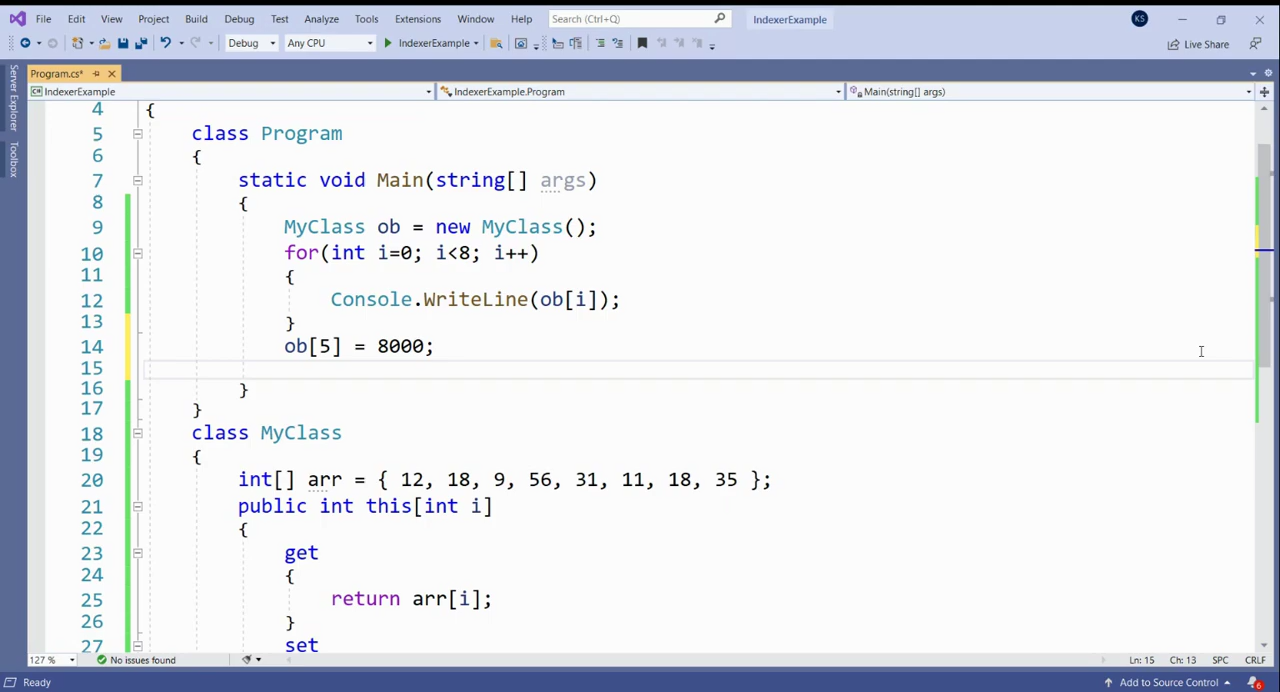 File Edit View Project Build Debug Test Analyze Tools Extensions Window Help Search (Ctrl+Q) IndexerExample KS
Debug Any CPU IndexerExample Live Share
Program.cs*
IndexerExample IndexerExample.Program Main(string[] args)
Server Explorer
Toolbox
4 {
5 class Program
6 {
7 static void Main(string[] args)
8 {
9 MyClass ob = new MyClass();
10 for(int i=0; i<8; i++)
11 {
12 Console.WriteLine(ob[i]);
13 }
14 ob[5] = 8000;
15
16 }
17 }
18 class MyClass
19 {
20 int[] arr = { 12, 18, 9, 56, 31, 11, 18, 35 };
21 public int this[int i]
22 {
23 get
24 {
25 return arr[i];
26 }
27 set
127 % No issues found Ln: 15 Ch: 13 SPC CRLF
Ready Add to Source Control 6